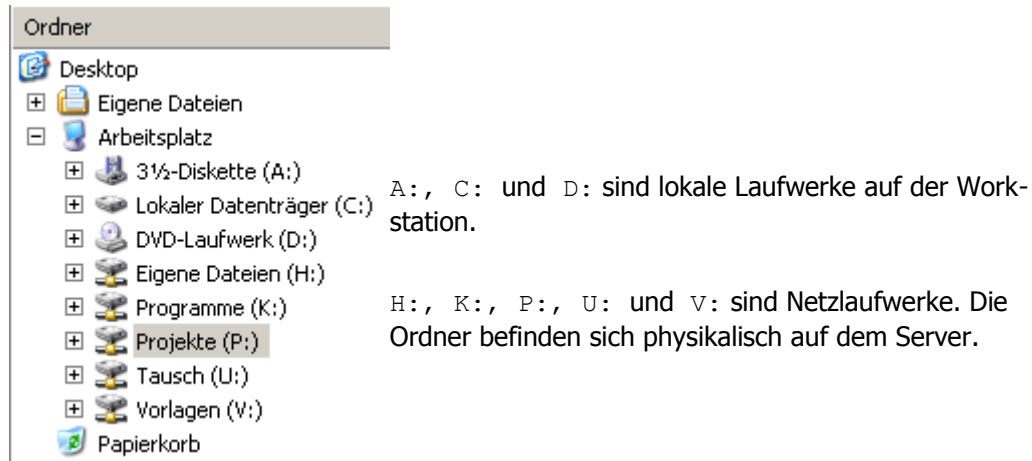 Ordner
Desktop
Eigene Dateien
Arbeitsplatz
3½-Diskette (A:)
Lokaler Datenträger (C:)
DVD-Laufwerk (D:)
Eigene Dateien (H:)
Programme (K:)
Projekte (P:)
Tausch (U:)
Vorlagen (V:)
Papierkorb
A:, C: und D: sind lokale Laufwerke auf der Work-
station.
H:, K:, P:, U: und V: sind Netzlaufwerke. Die
Ordner befinden sich physikalisch auf dem Server.